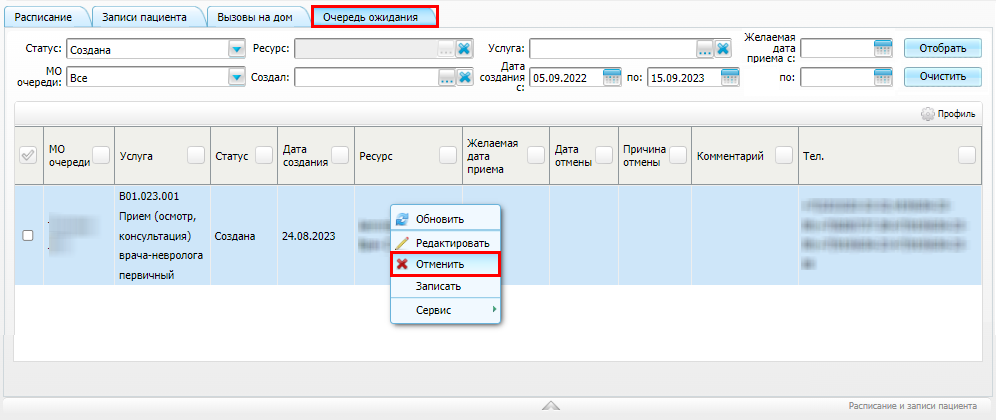 Расписание Записи пациента Вызовы на дом Очередь ожидания
Статус: Создана Ресурс: ... Услуга: ... Желаемая дата приема с: Отобрать
МО очереди: Все Создал: ... Дата создания с: 05.09.2022 по: 15.09.2023 по: Очистить
Профиль
МО очереди Услуга Статус Дата создания Ресурс Желаемая дата приема Дата отмены Причина отмены Комментарий Тел.
B01.023.001
Прием (осмотр,
консультация)
врача-невролога
первичный
Создана 24.08.2023
Обновить
Редактировать
Отменить
Записать
Сервис
Расписание и записи пациента